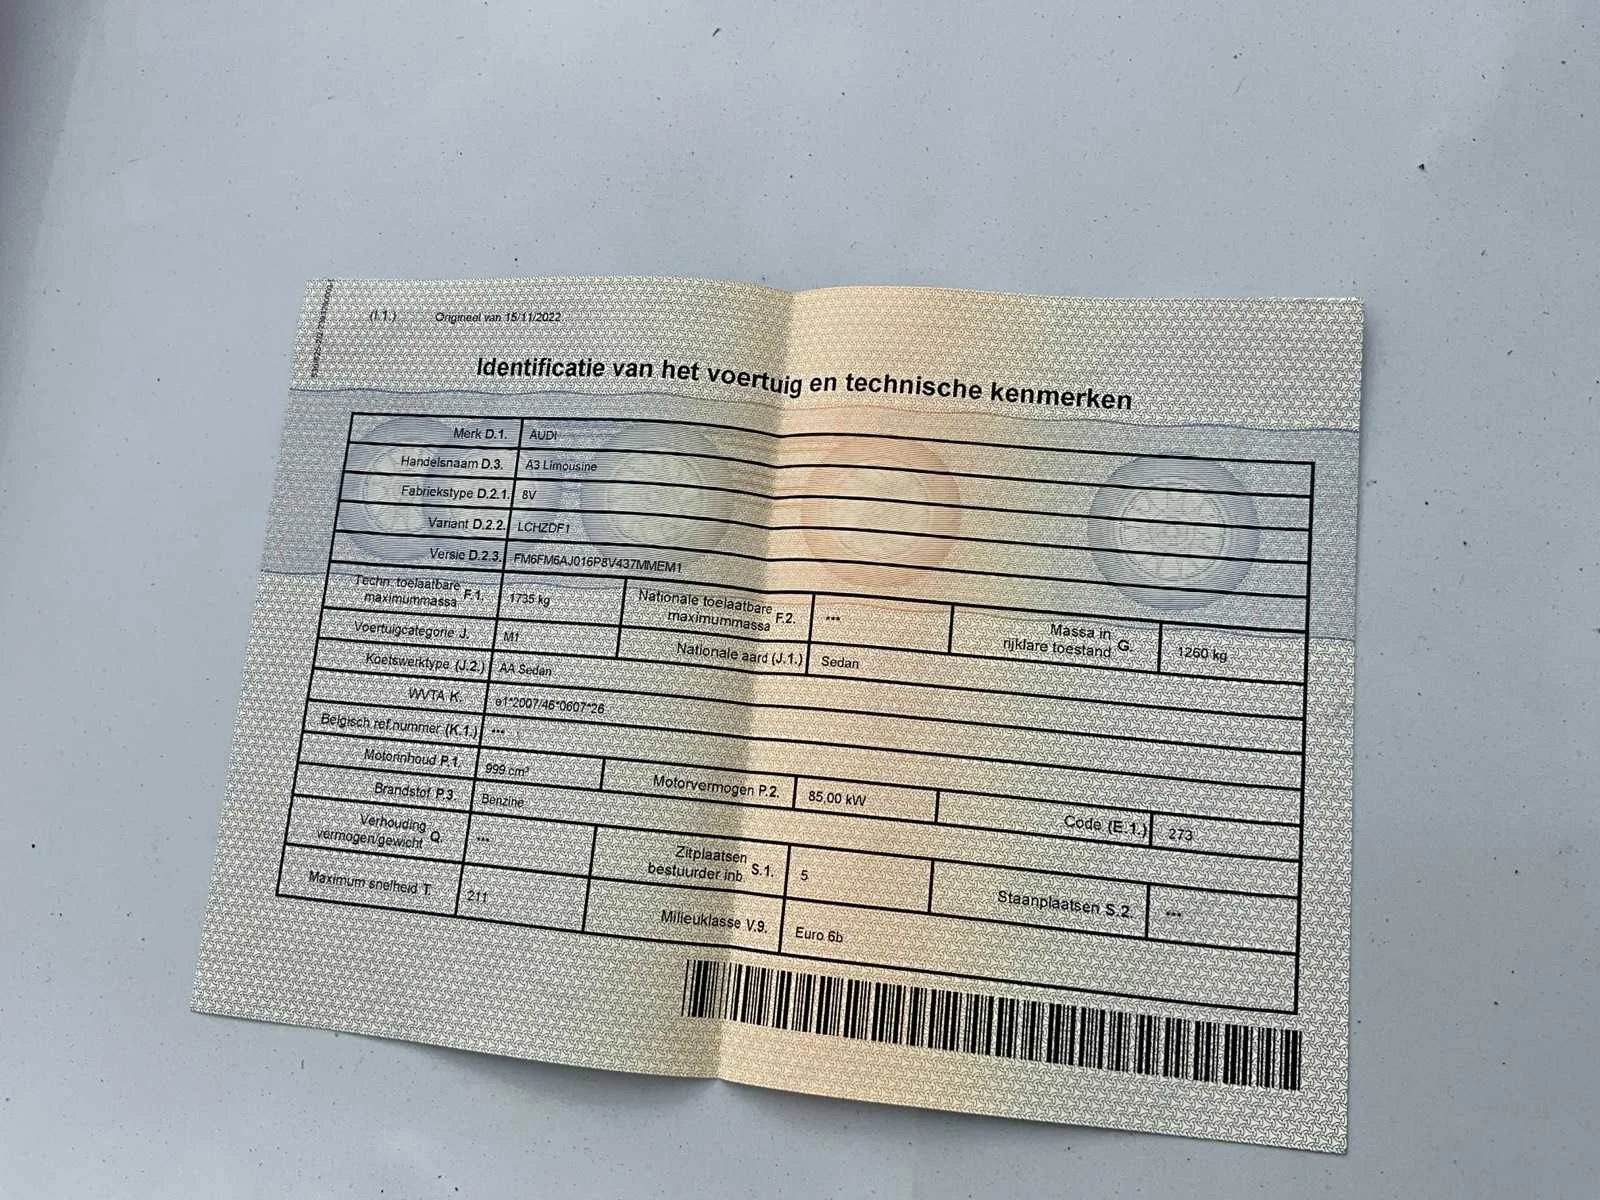 (I.1.) Origineel van 15/11/2022
Identificatie van het voertuig en technische kenmerken
Merk D.1. AUDI
Handelsnaam D.3. A3 Limousine
Fabriekstype D.2.1. 8V
Variant D.2.2. LCHZDF1
Versie D.2.3. FM6FM6AJ016P8V437MMEM1
Techn. toelaatbare maximummassa F.1. 1735 kg Nationale toelaatbare maximummassa F.2. *** Massa in rijklare toestand G. 1260 kg
Voertuigcategorie J. M1 Nationale aard (J.1.) Sedan
Koetswerktype (J.2.) AA Sedan
WVTA K. e1*2007/46*0607*26
Belgisch ref.nummer (K.1.) ***
Motorinhoud P.1. 999 cm³ Motorvermogen P.2. 85,00 kW Code (E.1.) 273
Brandstof P.3. Benzine
Verhouding vermogen/gewicht Q. *** Zitplaatsen bestuurder inb. S.1. 5 Staanplaatsen S.2. ***
Maximum snelheid T. 211 Milieuklasse V.9. Euro 6b